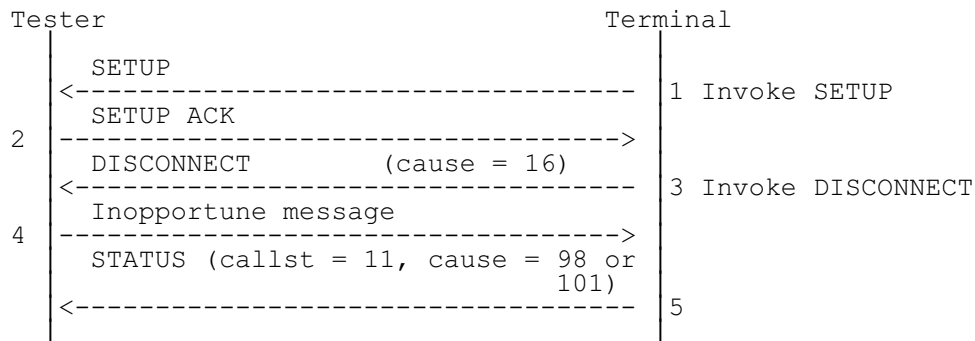 Tester Terminal
SETUP
<----------------------------------- 1 Invoke SETUP
SETUP ACK
2 ----------------------------------->
DISCONNECT (cause = 16)
<----------------------------------- 3 Invoke DISCONNECT
Inopportune message
4 ----------------------------------->
STATUS (callst = 11, cause = 98 or
101)
<----------------------------------- 5